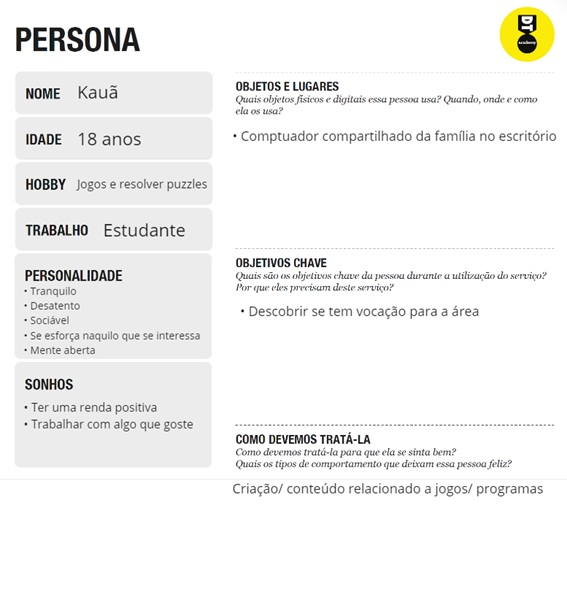 DT
academy
PERSONA
NOME Kauã
IDADE 18 anos
HOBBY Jogos e resolver puzzles
TRABALHO Estudante
PERSONALIDADE
• Tranquilo
• Desatento
• Sociável
• Se esforça naquilo que se interessa
• Mente aberta
SONHOS
• Ter uma renda positiva
• Trabalhar com algo que goste
OBJETOS E LUGARES
Quais objetos físicos e digitais essa pessoa usa? Quando, onde e como
ela os usa?
• Comptuador compartilhado da família no escritório
OBJETIVOS CHAVE
Quais são os objetivos chave da pessoa durante a utilização do serviço?
Por que eles precisam deste serviço?
• Descobrir se tem vocação para a área
COMO DEVEMOS TRATÁ-LA
Como devemos tratá-la para que ela se sinta bem?
Quais os tipos de comportamento que deixam essa pessoa feliz?
Criação/ conteúdo relacionado a jogos/ programas